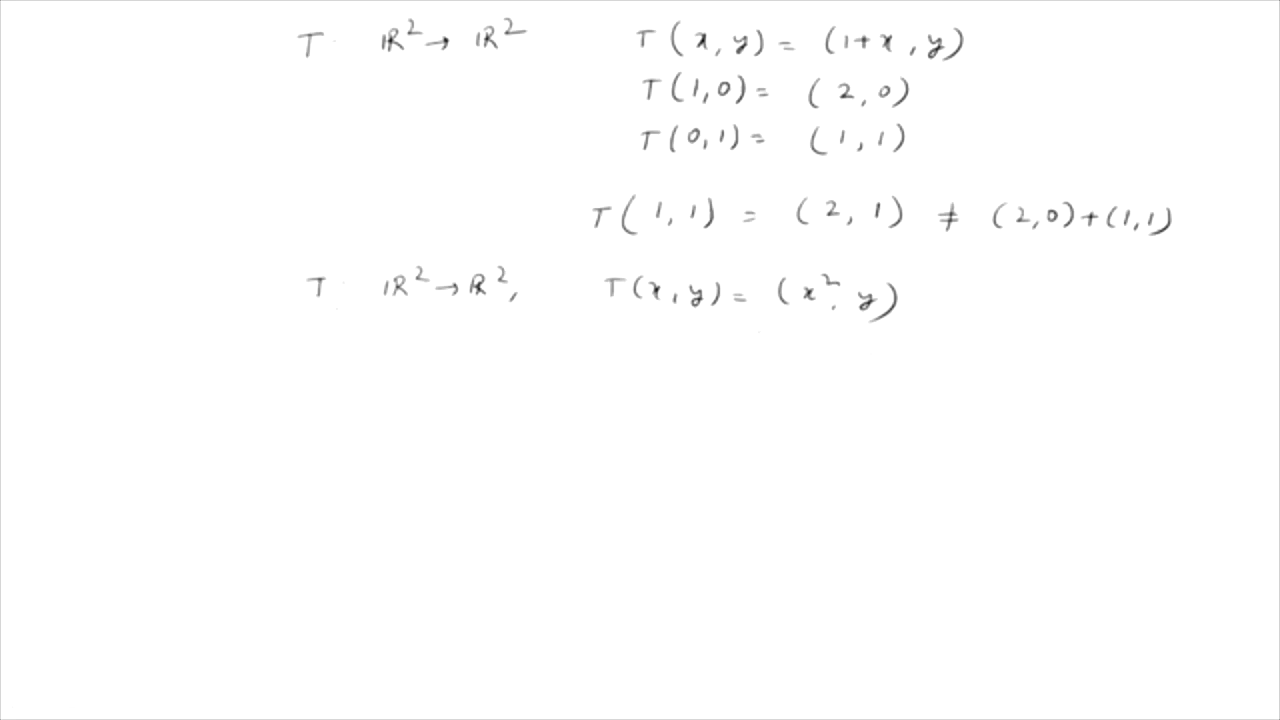 T ℝ² → ℝ² T(x, y) = (1+x, y)
T(1,0) = (2,0)
T(0,1) = (1,1)
T(1,1) = (2,1) ≠ (2,0)+(1,1)
T ℝ² → ℝ², T(x, y) = (x², y)